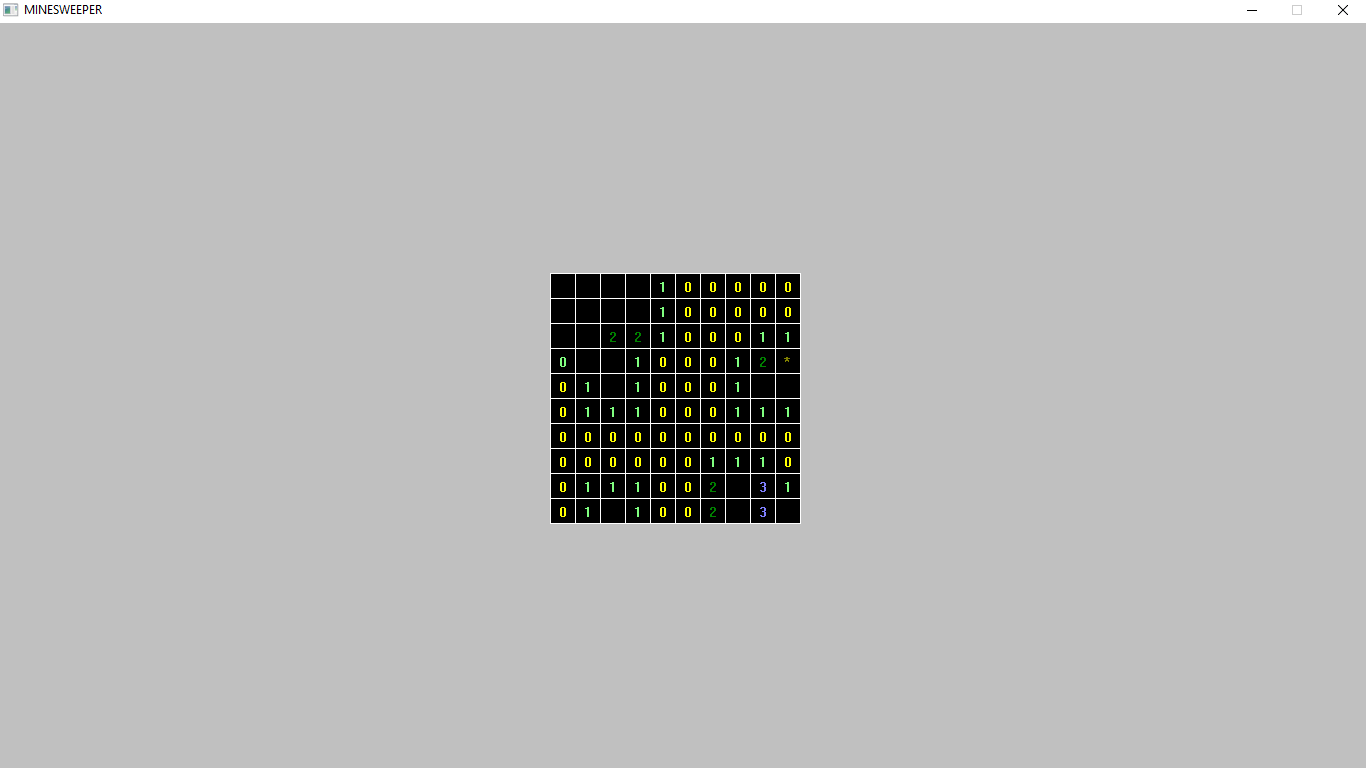 MINESWEEPER
1 0 0 0 0 0
1 0 0 0 0 0
2 2 1 0 0 0 1 1
0 1 0 0 0 1 2 *
0 1 1 0 0 0 1
0 1 1 1 0 0 0 1 1 1
0 0 0 0 0 0 0 0 0 0
0 0 0 0 0 0 1 1 1 0
0 1 1 1 0 0 2 3 1
0 1 1 0 0 2 3